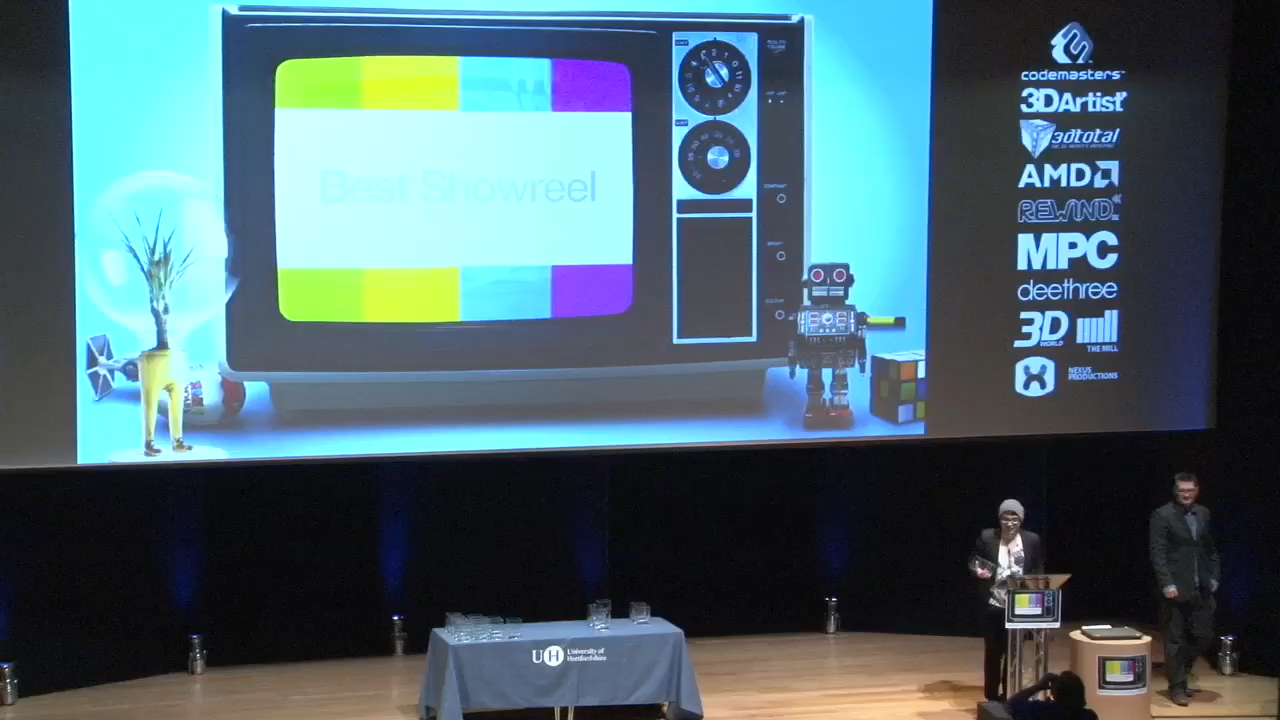 Best Showreel
codemasters
3DArtist
3dtotal
AMD
REWIND
MPC
deethree
3D
WORLD
THE MILL
NEXUS
PRODUCTIONS
CONTRAST
UH University of
Hertfordshire